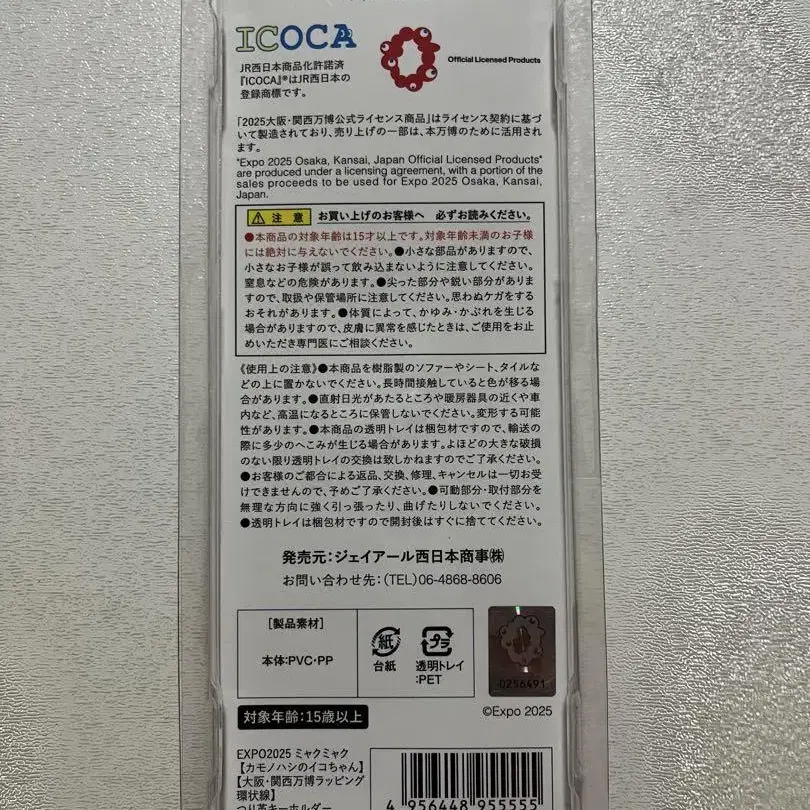 ICOCA
Official Licensed Products
JR西日本商品化許諾済
『ICOCA』®はJR西日本の
登録商標です。
「2025大阪・関西万博公式ライセンス商品」はライセンス契約に基づ
いて製造されており、売り上げの一部は、本万博のために活用されま
す。
"Expo 2025 Osaka, Kansai, Japan Official Licensed Products"
are produced under a licensing agreement, with a portion of the
sales proceeds to be used for Expo 2025 Osaka, Kansai,
Japan.
注意 お買い上げのお客様へ 必ずお読みください。
●本商品の対象年齢は15才以上です。対象年齢未満のお子様
には絶対に与えないでください。●小さな部品がありますので、
小さなお子様が誤って飲み込まないように注意してください。
窒息などの危険があります。●尖った部分や鋭い部分がありま
すので、取扱や保管場所に注意してください。思わぬケガをする
おそれがあります。●体質によって、かゆみ・かぶれを生じる
場合がありますので、皮膚に異常を感じたときは、ご使用をお止
めいただき専門医にご相談ください。
《使用上の注意》●本商品を樹脂製のソファーやシート、タイルな
どの上に置かないでください。長時間接触していると色が移る場
合があります。●直射日光があたるところや暖房器具の近くや車
内など、高温になるところに保管しないでください。変形する可能
性があります。●本商品の透明トレイは梱包材ですので、輸送の
際に多少のへこみが生じる場合があります。よほどの大きな破損
のない限り透明トレイの交換は致しかねますのでご了承ください。
●お客様のご都合による返品、交換、修理、キャンセルは一切お受
けできませんので、予めご了承ください。●可動部分・取付部分を
無理な方向に強く引っ張ったり、曲げたりしないでください。
●透明トレイは梱包材ですので開封後はすぐに捨ててください。
発売元：ジェイアール西日本商事㈱
お問い合わせ先：（TEL）06-4868-8606
［製品素材］
本体：PVC・PP
紙
台紙
プラ
透明トレイ
：PET
0256491
対象年齢：15歳以上
©Expo 2025
EXPO2025 ミャクミャク
【カモノハシのイコちゃん】
【大阪・関西万博ラッピング
環状線】
つり革キーホルダー
4 956448 955555